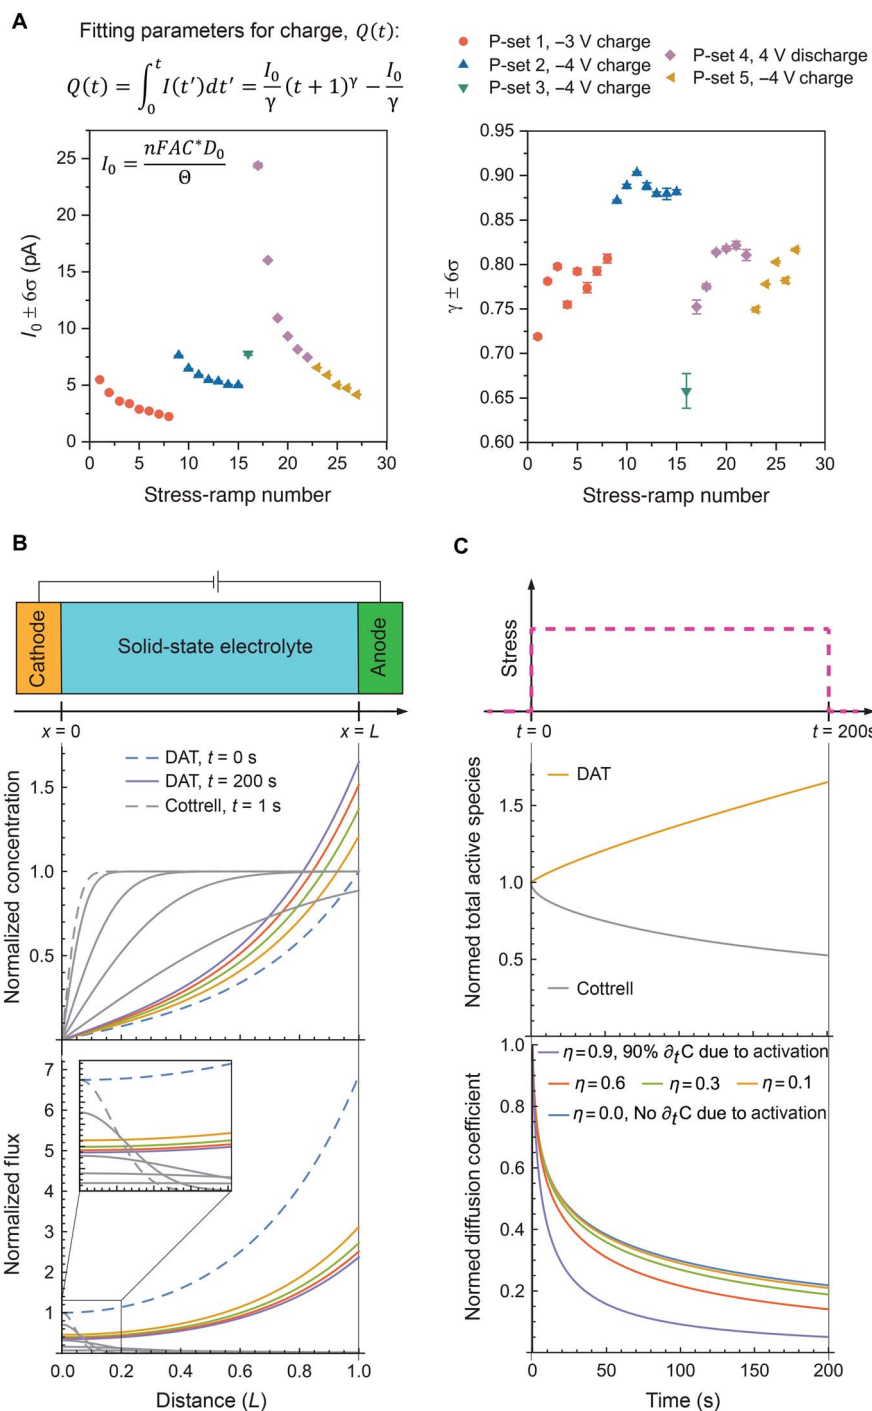 A
Fitting parameters for charge, Q(t):
Q(t) = ∫₀ᵗ I(t′)dt′ = I₀/γ (t + 1)^γ − I₀/γ
P-set 1, –3 V charge
P-set 2, –4 V charge
P-set 3, –4 V charge
P-set 4, 4 V discharge
P-set 5, –4 V charge
I₀ = nFAC*D₀/Θ
I₀ ± 6σ (pA)
25
20
15
10
5
0
0 5 10 15 20 25 30
Stress-ramp number
γ ± 6σ
0.95
0.90
0.85
0.80
0.75
0.70
0.65
0.60
0 5 10 15 20 25 30
Stress-ramp number
B
Cathode
Solid-state electrolyte
Anode
x = 0
x = L
DAT, t = 0 s
DAT, t = 200 s
Cottrell, t = 1 s
Normalized concentration
1.5
1.0
0.5
Normalized flux
7
6
5
4
3
2
1
0.0 0.2 0.4 0.6 0.8 1.0
Distance (L)
C
Stress
t = 0
t = 200s
Normed total active species
1.5
1.0
0.5
DAT
Cottrell
Normed diffusion coefficient
1.0
0.8
0.6
0.4
0.2
η = 0.9, 90% ∂ₜC due to activation
η = 0.6
η = 0.3
η = 0.1
η = 0.0, No ∂ₜC due to activation
0 50 100 150 200
Time (s)